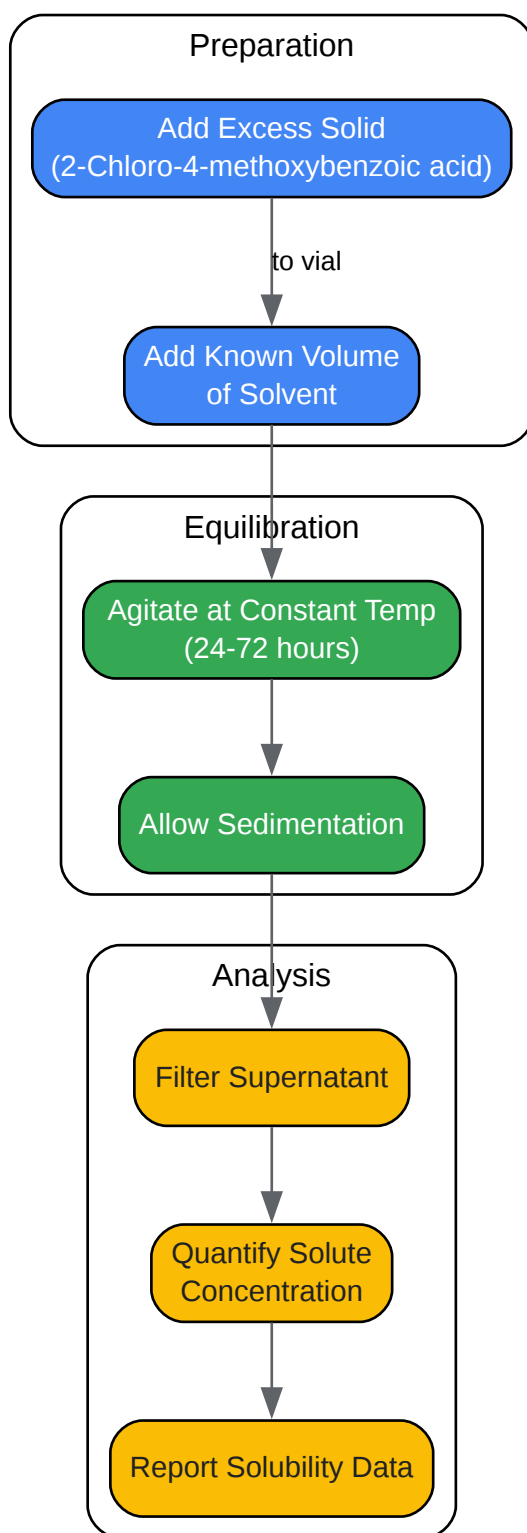 Preparation
Add Excess Solid
(2-Chloro-4-methoxybenzoic acid)
to vial
Add Known Volume
of Solvent
Equilibration
Agitate at Constant Temp
(24-72 hours)
Allow Sedimentation
Analysis
Filter Supernatant
Quantify Solute
Concentration
Report Solubility Data